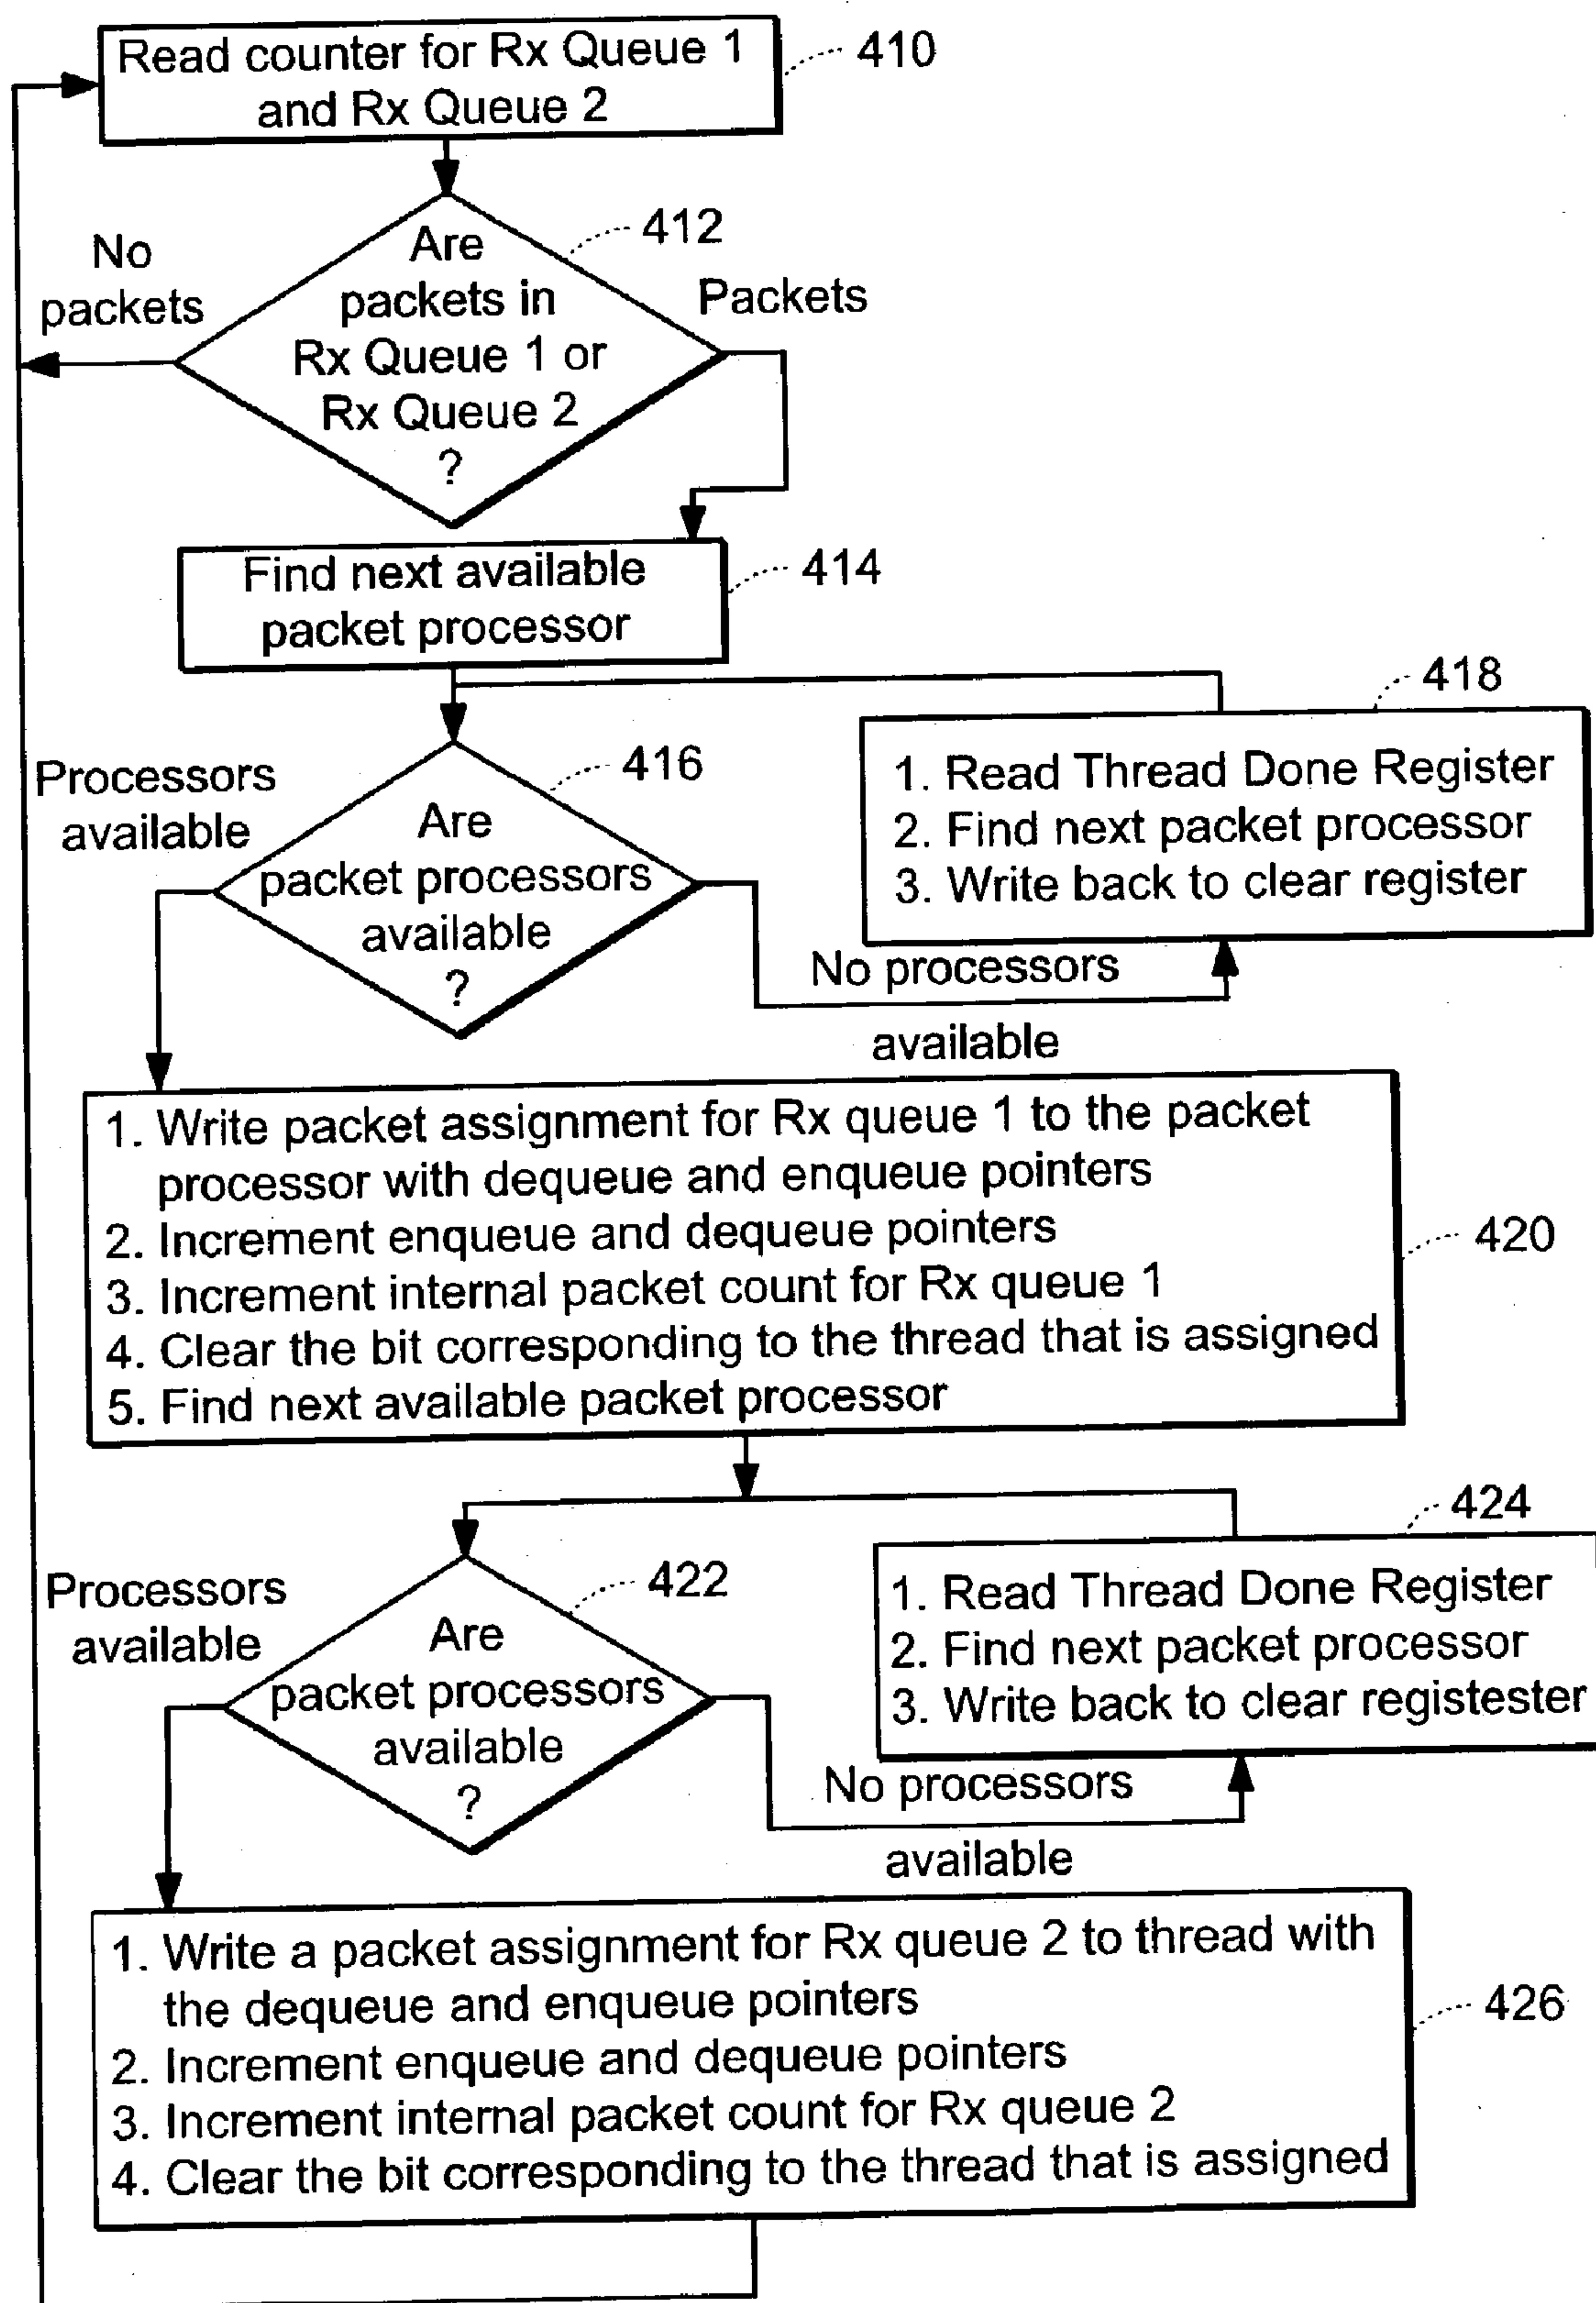 Read counter for Rx Queue 1
and Rx Queue 2
410
Are
packets in
Rx Queue 1 or
Rx Queue 2
?
412
No
packets
Packets
Find next available
packet processor
414
418
1. Read Thread Done Register
2. Find next packet processor
3. Write back to clear register
416
Processors
available
Are
packet processors
available
?
No processors
available
1. Write packet assignment for Rx queue 1 to the packet
processor with dequeue and enqueue pointers
2. Increment enqueue and dequeue pointers
3. Increment internal packet count for Rx queue 1
4. Clear the bit corresponding to the thread that is assigned
5. Find next available packet processor
420
424
1. Read Thread Done Register
2. Find next packet processor
3. Write back to clear registester
422
Processors
available
Are
packet processors
available
?
No processors
available
1. Write a packet assignment for Rx queue 2 to thread with
the dequeue and enqueue pointers
2. Increment enqueue and dequeue pointers
3. Increment internal packet count for Rx queue 2
4. Clear the bit corresponding to the thread that is assigned
426